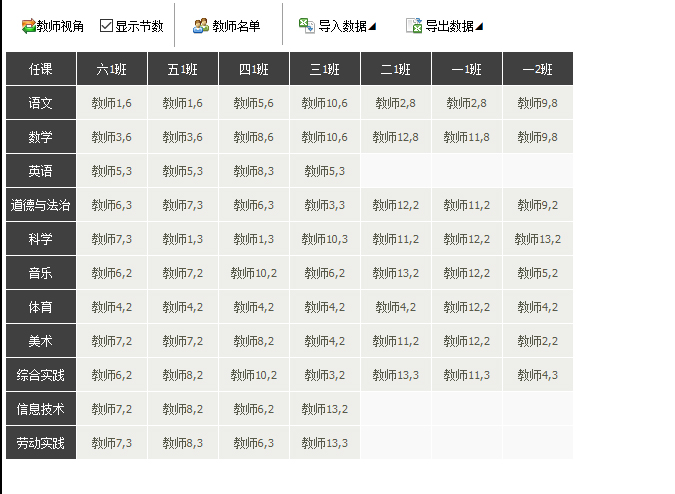 教师视角 显示节数 教师名单 导入数据 导出数据
任课 六1班 五1班 四1班 三1班 二1班 一1班 一2班
语文 教师1,6 教师1,6 教师5,6 教师10,6 教师2,8 教师2,8 教师9,8
数学 教师3,6 教师3,6 教师8,6 教师10,6 教师12,8 教师11,8 教师9,8
英语 教师5,3 教师5,3 教师8,3 教师5,3
道德与法治 教师6,3 教师7,3 教师6,3 教师3,3 教师12,2 教师11,2 教师9,2
科学 教师7,3 教师1,3 教师1,3 教师10,3 教师11,2 教师12,2 教师13,2
音乐 教师6,2 教师7,2 教师10,2 教师6,2 教师13,2 教师12,2 教师5,2
体育 教师4,2 教师4,2 教师4,2 教师4,2 教师4,2 教师12,2 教师4,2
美术 教师7,2 教师7,2 教师8,2 教师4,2 教师11,2 教师12,2 教师2,2
综合实践 教师6,2 教师8,2 教师10,2 教师3,2 教师13,3 教师11,3 教师4,3
信息技术 教师7,2 教师8,2 教师6,2 教师13,2
劳动实践 教师7,3 教师8,3 教师6,3 教师13,3